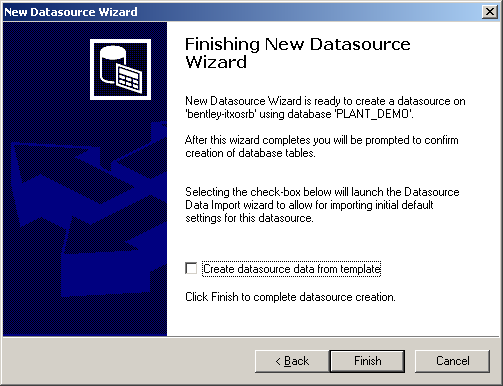 New Datasource Wizard
Finishing New Datasource
Wizard
New Datasource Wizard is ready to create a datasource on
'bentley-itxosrb' using database 'PLANT_DEMO'.
After this wizard completes you will be prompted to confirm
creation of database tables.
Selecting the check-box below will launch the Datasource
Data Import wizard to allow for importing initial default
settings for this datasource.
Create datasource data from template
Click Finish to complete datasource creation.
< Back
Finish
Cancel